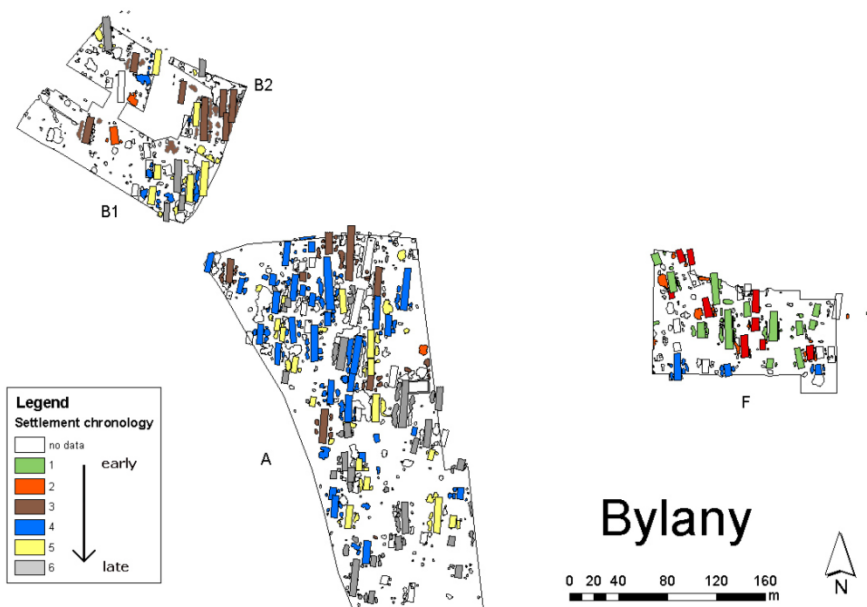 B2
B1
A
F
Legend
Settlement chronology
no data
1
early
2
3
4
5
6
late
Bylany
N
0 20 40 80 120 160
m